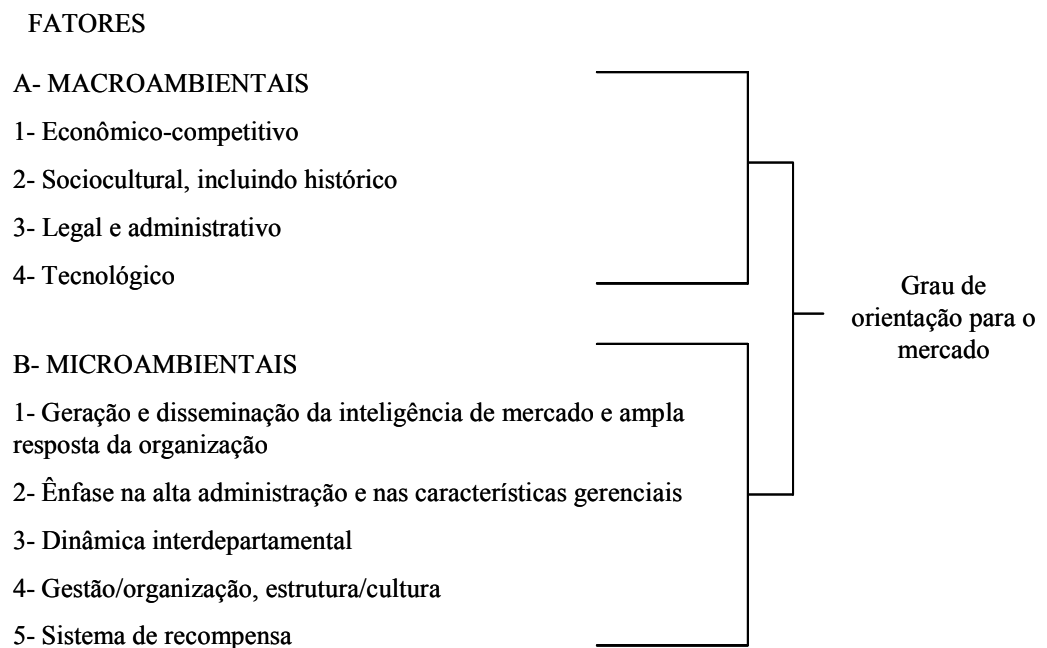 FATORES
A- MACROAMBIENTAIS
1- Econômico-competitivo
2- Sociocultural, incluindo histórico
3- Legal e administrativo
4- Tecnológico
Grau de
orientação para o
mercado
B- MICROAMBIENTAIS
1- Geração e disseminação da inteligência de mercado e ampla
resposta da organização
2- Ênfase na alta administração e nas características gerenciais
3- Dinâmica interdepartamental
4- Gestão/organização, estrutura/cultura
5- Sistema de recompensa